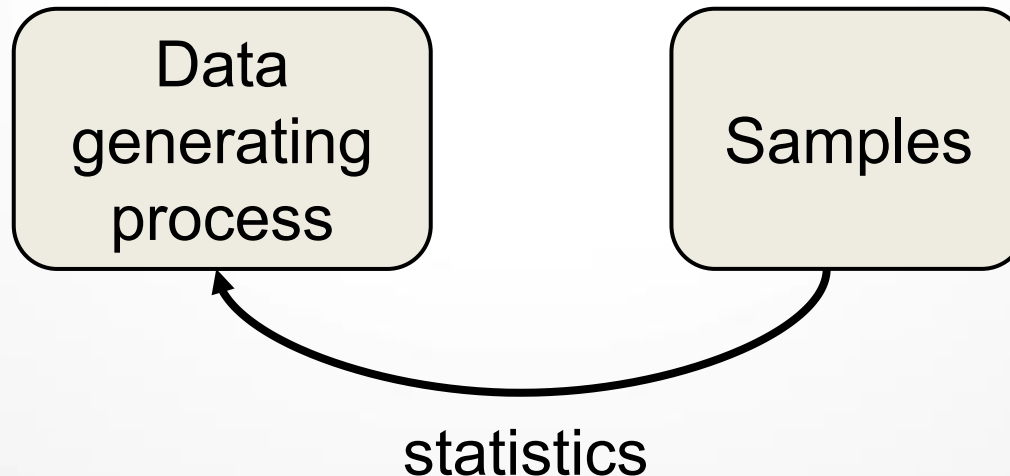 Data
generating
process
Samples
statistics